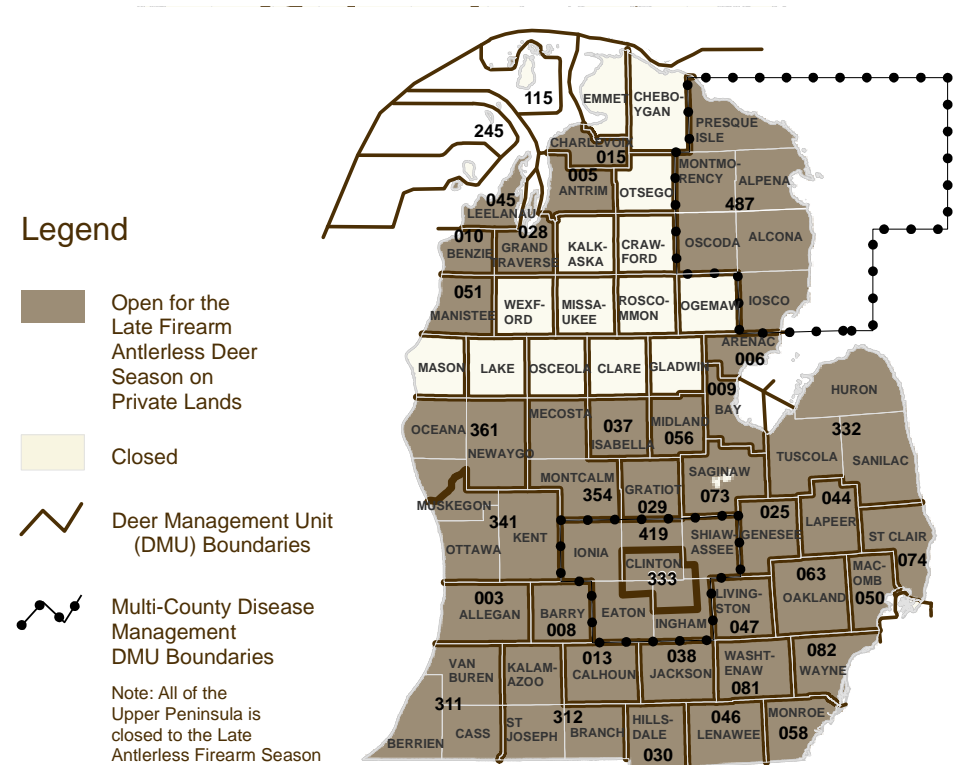 115
EMMET
CHEBO-
YGAN
245
PRESQUE
ISLE
CHARLEVOIX
015
005
ANTRIM
OTSEGO
MONTMO-
RENCY
ALPENA
487
045
LEELANAU
010
BENZIE
028
GRAND
TRAVERSE
KALK-
ASKA
CRAW-
FORD
OSCODA
ALCONA
051
MANISTEE
WEXF-
ORD
MISSA-
UKEE
ROSCO-
MMON
OGEMAW
IOSCO
ARENAC
006
MASON
LAKE
OSCEOLA
CLARE
GLADWIN
009
BAY
HURON
OCEANA
361
NEWAYGO
MECOSTA
037
ISABELLA
MIDLAND
056
332
TUSCOLA
SANILAC
MUSKEGON
MONTCALM
354
GRATIOT
029
SAGINAW
073
025
GENESEE
044
LAPEER
ST CLAIR
074
341
KENT
OTTAWA
IONIA
419
CLINTON
333
SHIAW-
ASSEE
EATON
INGHAM
LIVING-
STON
047
063
OAKLAND
MAC-
OMB
050
003
ALLEGAN
BARRY
008
VAN
BUREN
KALAM-
AZOO
013
CALHOUN
038
JACKSON
WASHT-
ENAW
081
082
WAYNE
311
BERRIEN
CASS
ST
JOSEPH
312
BRANCH
HILLS-
DALE
030
046
LENAWEE
MONROE
058
Legend
Open for the
Late Firearm
Antlerless Deer
Season on
Private Lands
Closed
Deer Management Unit
(DMU) Boundaries
Multi-County Disease
Management
DMU Boundaries
Note: All of the
Upper Peninsula is
closed to the Late
Antlerless Firearm Season